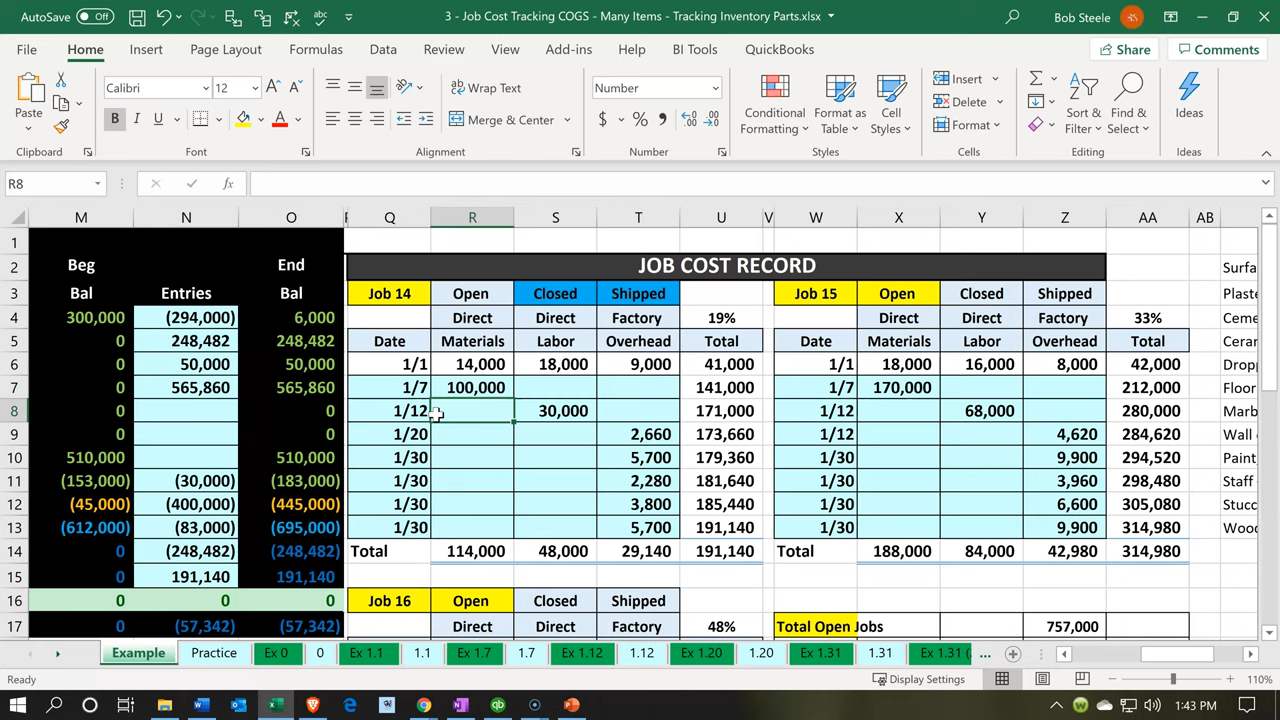 AutoSave Off 3 - Job Cost Tracking COGS - Many Items - Tracking Inventory Parts.xlsx Bob Steele BS
File Home Insert Page Layout Formulas Data Review View Add-ins Help BI Tools QuickBooks Share Comments
Paste Calibri 12 Wrap Text Number Conditional Formatting Format as Table Cell Styles Insert Sort & Filter Find & Select Ideas
B I U Merge & Center $ % Delete
Format
Clipboard Font Alignment Number Styles Cells Editing Ideas
R8 fx
M N O Q R S T U V W X Y Z AA AB
1
2 Beg End JOB COST RECORD Surfa
3 Bal Entries Bal Job 14 Open Closed Shipped Job 15 Open Closed Shipped Plaste
4 300,000 (294,000) 6,000 Direct Direct Factory 19% Direct Direct Factory 33% Ceme
5 0 248,482 248,482 Date Materials Labor Overhead Total Date Materials Labor Overhead Total Ceran
6 0 50,000 50,000 1/1 14,000 18,000 9,000 41,000 1/1 18,000 16,000 8,000 42,000 Dropp
7 0 565,860 565,860 1/7 100,000 141,000 1/7 170,000 212,000 Floor
8 0 0 1/12 30,000 171,000 1/12 68,000 280,000 Marb
9 0 0 1/20 2,660 173,660 1/12 4,620 284,620 Wall
10 510,000 510,000 1/30 5,700 179,360 1/30 9,900 294,520 Paint
11 (153,000) (30,000) (183,000) 1/30 2,280 181,640 1/30 3,960 298,480 Staff
12 (45,000) (400,000) (445,000) 1/30 3,800 185,440 1/30 6,600 305,080 Stucc
13 (612,000) (83,000) (695,000) 1/30 5,700 191,140 1/30 9,900 314,980 Wood
14 0 (248,482) (248,482) Total 114,000 48,000 29,140 191,140 Total 188,000 84,000 42,980 314,980
15 0 191,140 191,140
16 0 0 0 Job 16 Open Closed Shipped
17 0 (57,342) (57,342) Direct Direct Factory 48% Total Open Jobs 757,000
Example Practice Ex 0 0 Ex 1.1 1.1 Ex 1.7 1.7 Ex 1.12 1.12 Ex 1.20 1.20 Ex 1.31 1.31 Ex 1.31 ( ...
Ready Display Settings 110%
1:43 PM